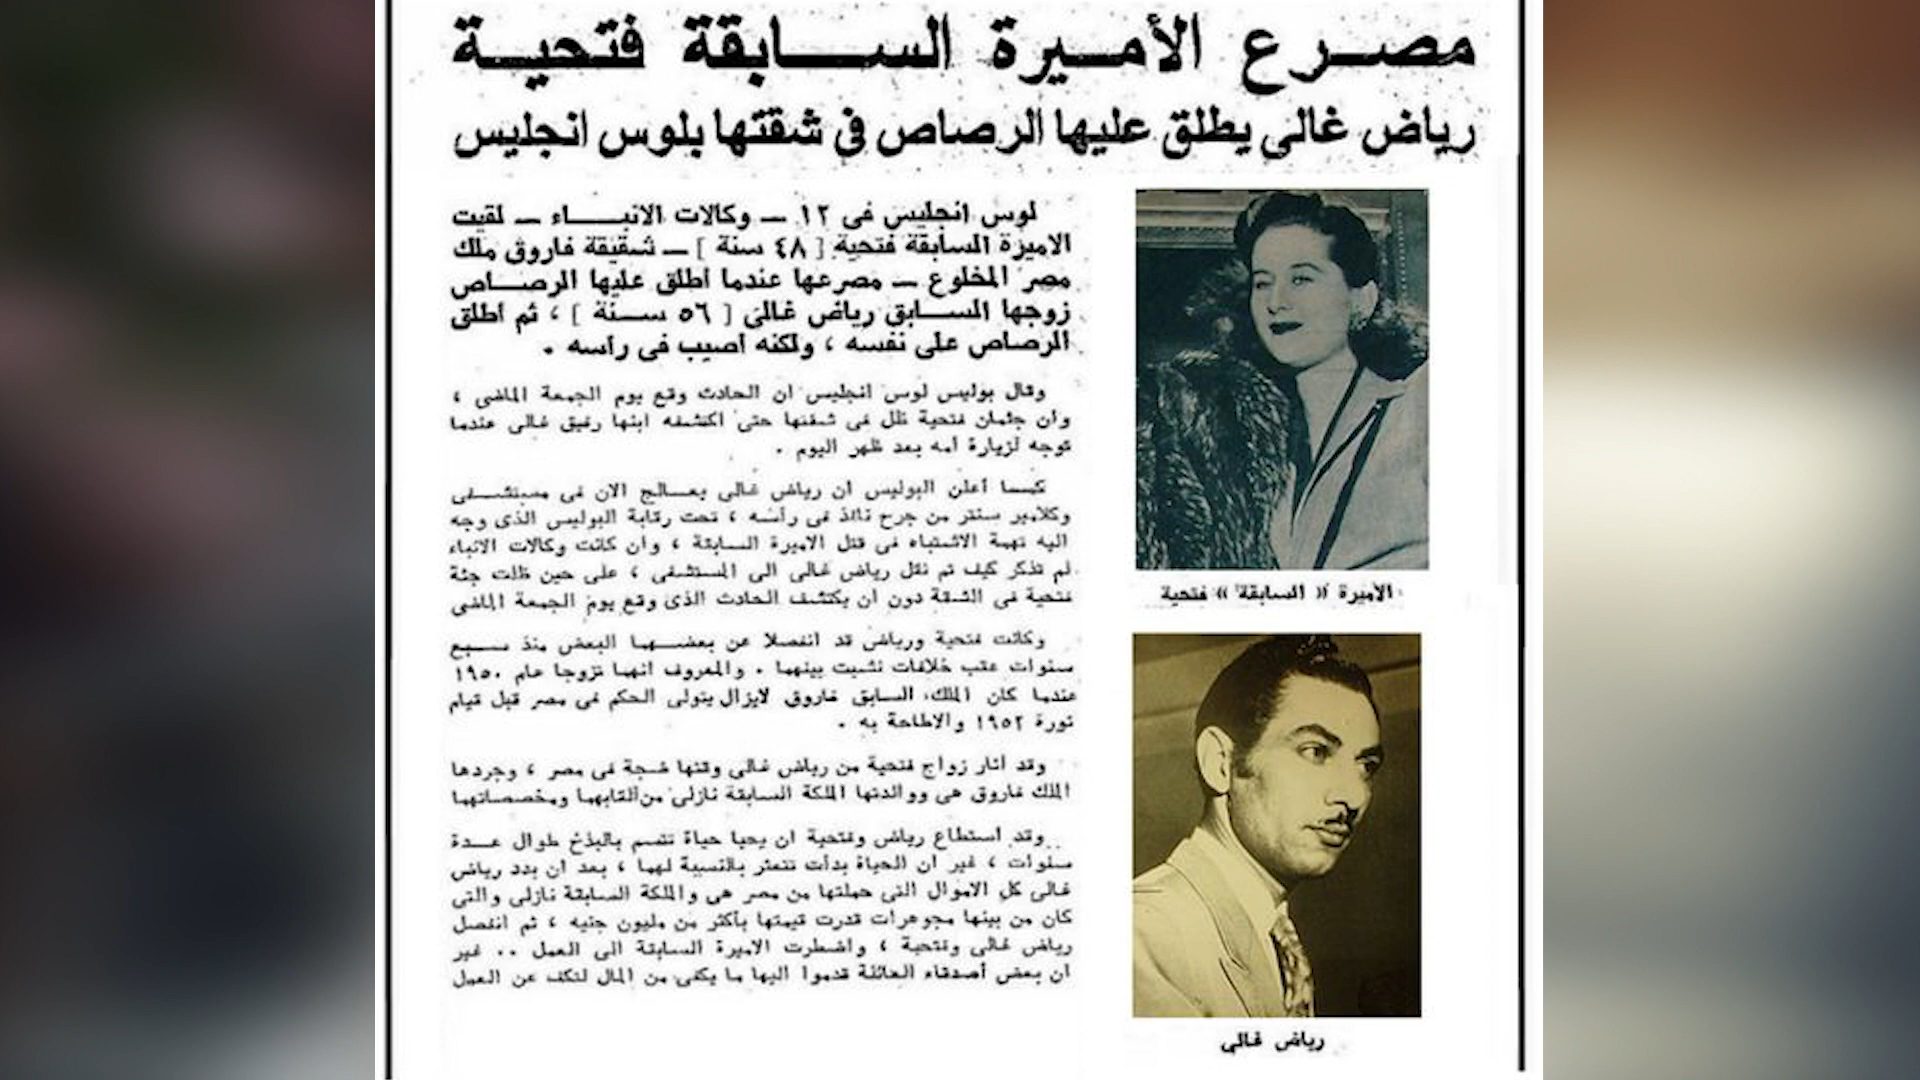 مصرع الأميرة السابقة فتحية
رياض غالى يطلق عليها الرصاص فى شقتها بلوس انجليس
لوس انجليس فى ١٢ — وكالات الانباء — لقيت
الاميرة السابقة فتحية [ ٤٨ سنة ] — شقيقة فاروق ملك
مصر المخلوع — مصرعها عندما اطلق عليها الرصاص
زوجها السابق رياض غالى [ ٥٦ سنة ] ، ثم اطلق
الرصاص على نفسه ، ولكنه اصيب فى رأسه .
وقال بوليس لوس انجليس ان الحادث وقع يوم الجمعة الماضى ،
وان جثمان فتحية ظل فى شقتها حتى اكتشفه ابنها رفيق غالى عندما
توجه لزيارة أمه بعد ظهر اليوم .
كما أعلن البوليس ان رياض غالى يعالج الان فى مستشفى
سنتر من جرح نافذ فى رأسه ، تحت رقابة البوليس الذى وجه
اليه تهمة الاشتباه فى قتل الاميرة السابقة ، وان كانت وكالات الانباء
لم تذكر كيف تم نقل رياض غالى الى المستشفى ، على حين ظلت جثة
فتحية فى الشقة دون ان يكتشف الحادث الذى وقع يوم الجمعة الماضى
وكانت فتحية ورياض قد انفصلا عن بعضهما البعض منذ سبع
سنوات عقب خلافات نشبت بينهما . والمعروف انهما تزوجا عام ١٩٥٠
عندما كان الملك السابق فاروق لايزال يتولى الحكم فى مصر قبل قيام
ثورة ١٩٥٢ والاطاحة به .
وقد أثار زواج فتحية من رياض غالى وقتها ضجة فى مصر ، وجردها
الملك فاروق هى ووالدتها الملكة السابقة نازلى من ألقابهما ومخصصاتهما
وقد استطاع رياض وفتحية ان يحيا حياة تتسم بالبذخ طوال عدة
سنوات ، غير ان الحياة بدأت تتعثر بالنسبة لهما ، بعد ان بدد رياض
غالى كل الاموال التى حملتها من مصر هى والملكة السابقة نازلى والتى
كان من بينها مجوهرات قدرت قيمتها بأكثر من مليون جنيه ، ثم انفصل
رياض غالى وفتحية ، واضطرت الاميرة السابقة الى العمل .. غير
ان بعض أصدقاء العائلة قدموا اليها ما يكفى من المال لتكف عن العمل
الأميرة « السابقة » فتحية
رياض غالى